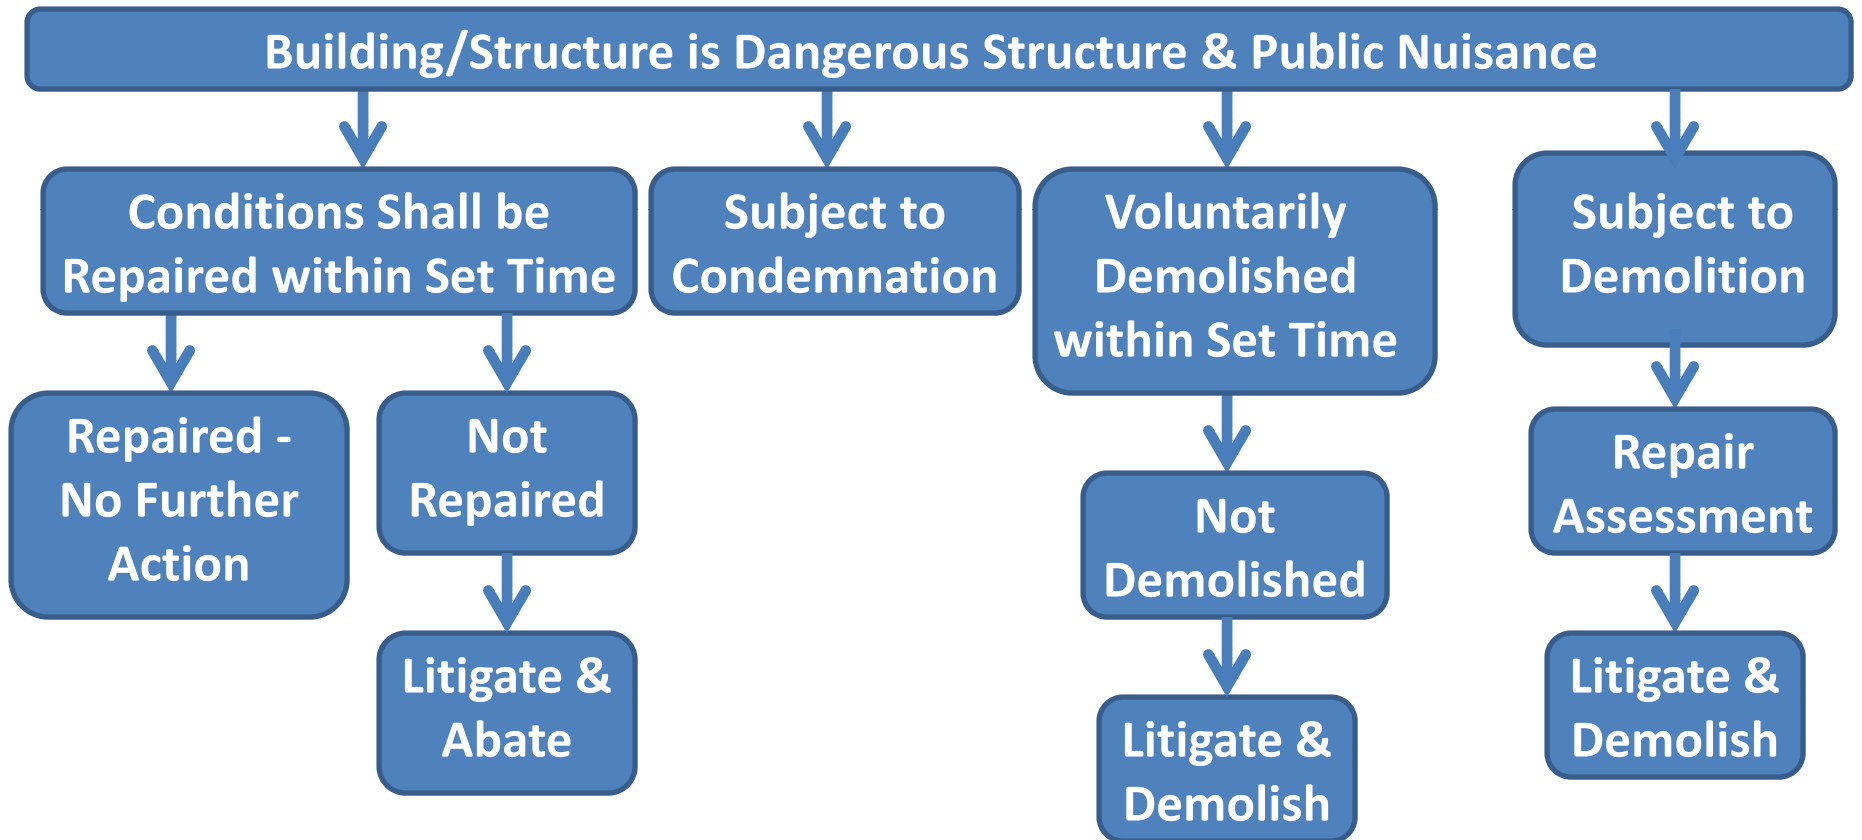 Building/Structure is Dangerous Structure & Public Nuisance
Conditions Shall be
Repaired within Set Time
Subject to
Condemnation
Voluntarily
Demolished
within Set Time
Subject to
Demolition
Repaired -
No Further
Action
Not
Repaired
Litigate &
Abate
Not
Demolished
Litigate &
Demolish
Repair
Assessment
Litigate &
Demolish